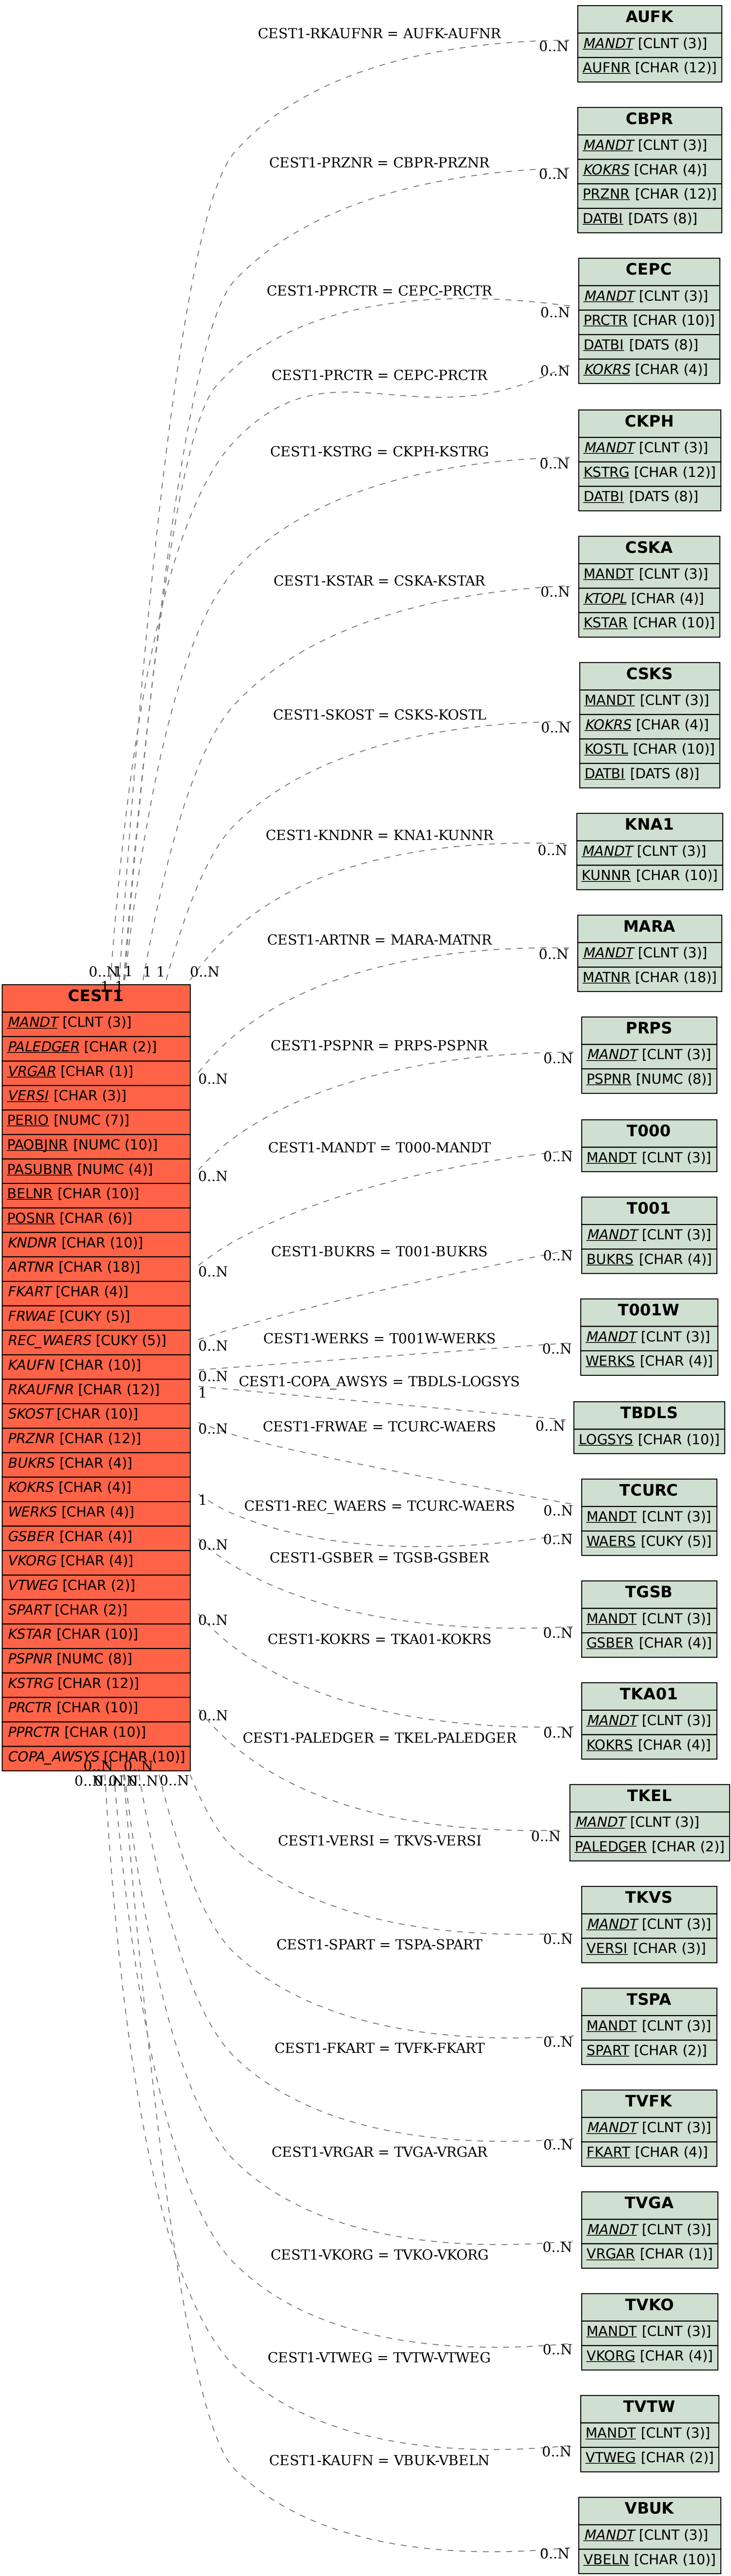 CEST1-RKAUFNR = AUFK-AUFNR
0..N
AUFK
MANDT [CLNT (3)]
AUFNR [CHAR (12)]
CEST1-PRZNR = CBPR-PRZNR
0..N
CBPR
MANDT [CLNT (3)]
KOKRS [CHAR (4)]
PRZNR [CHAR (12)]
DATBI [DATS (8)]
CEST1-PPRCTR = CEPC-PRCTR
0..N
CEST1-PRCTR = CEPC-PRCTR
0..N
CEPC
MANDT [CLNT (3)]
PRCTR [CHAR (10)]
DATBI [DATS (8)]
KOKRS [CHAR (4)]
CEST1-KSTRG = CKPH-KSTRG
0..N
CKPH
MANDT [CLNT (3)]
KSTRG [CHAR (12)]
DATBI [DATS (8)]
CEST1-KSTAR = CSKA-KSTAR
0..N
CSKA
MANDT [CLNT (3)]
KTOPL [CHAR (4)]
KSTAR [CHAR (10)]
CEST1-SKOST = CSKS-KOSTL
0..N
CSKS
MANDT [CLNT (3)]
KOKRS [CHAR (4)]
KOSTL [CHAR (10)]
DATBI [DATS (8)]
CEST1-KNDNR = KNA1-KUNNR
0..N
KNA1
MANDT [CLNT (3)]
KUNNR [CHAR (10)]
CEST1-ARTNR = MARA-MATNR
0..N
MARA
MANDT [CLNT (3)]
MATNR [CHAR (18)]
0..N
1
1
1
1
1
1
0..N
CEST1
MANDT [CLNT (3)]
PALEDGER [CHAR (2)]
VRGAR [CHAR (1)]
VERSI [CHAR (3)]
PERIO [NUMC (7)]
PAOBJNR [NUMC (10)]
PASUBNR [NUMC (4)]
BELNR [CHAR (10)]
POSNR [CHAR (6)]
KNDNR [CHAR (10)]
ARTNR [CHAR (18)]
FKART [CHAR (4)]
FRWAE [CUKY (5)]
REC_WAERS [CUKY (5)]
KAUFN [CHAR (10)]
RKAUFNR [CHAR (12)]
SKOST [CHAR (10)]
PRZNR [CHAR (12)]
BUKRS [CHAR (4)]
KOKRS [CHAR (4)]
WERKS [CHAR (4)]
GSBER [CHAR (4)]
VKORG [CHAR (4)]
VTWEG [CHAR (2)]
SPART [CHAR (2)]
KSTAR [CHAR (10)]
PSPNR [NUMC (8)]
KSTRG [CHAR (12)]
PRCTR [CHAR (10)]
PPRCTR [CHAR (10)]
COPA_AWSYS [CHAR (10)]
0..N
0..N
0..N
0..N
0..N
1
0..N
1
0..N
0..N
0..N
0..N
0..N
0..N
0..N
0..N
0..N
0..N
CEST1-PSPNR = PRPS-PSPNR
0..N
PRPS
MANDT [CLNT (3)]
PSPNR [NUMC (8)]
CEST1-MANDT = T000-MANDT
0..N
T000
MANDT [CLNT (3)]
CEST1-BUKRS = T001-BUKRS
0..N
T001
MANDT [CLNT (3)]
BUKRS [CHAR (4)]
CEST1-WERKS = T001W-WERKS
0..N
T001W
MANDT [CLNT (3)]
WERKS [CHAR (4)]
CEST1-COPA_AWSYS = TBDLS-LOGSYS
0..N
TBDLS
LOGSYS [CHAR (10)]
CEST1-FRWAE = TCURC-WAERS
0..N
CEST1-REC_WAERS = TCURC-WAERS
0..N
TCURC
MANDT [CLNT (3)]
WAERS [CUKY (5)]
CEST1-GSBER = TGSB-GSBER
0..N
TGSB
MANDT [CLNT (3)]
GSBER [CHAR (4)]
CEST1-KOKRS = TKA01-KOKRS
0..N
TKA01
MANDT [CLNT (3)]
KOKRS [CHAR (4)]
CEST1-PALEDGER = TKEL-PALEDGER
0..N
TKEL
MANDT [CLNT (3)]
PALEDGER [CHAR (2)]
CEST1-VERSI = TKVS-VERSI
0..N
TKVS
MANDT [CLNT (3)]
VERSI [CHAR (3)]
CEST1-SPART = TSPA-SPART
0..N
TSPA
MANDT [CLNT (3)]
SPART [CHAR (2)]
CEST1-FKART = TVFK-FKART
0..N
TVFK
MANDT [CLNT (3)]
FKART [CHAR (4)]
CEST1-VRGAR = TVGA-VRGAR
0..N
TVGA
MANDT [CLNT (3)]
VRGAR [CHAR (1)]
CEST1-VKORG = TVKO-VKORG
0..N
TVKO
MANDT [CLNT (3)]
VKORG [CHAR (4)]
CEST1-VTWEG = TVTW-VTWEG
0..N
TVTW
MANDT [CLNT (3)]
VTWEG [CHAR (2)]
CEST1-KAUFN = VBUK-VBELN
0..N
VBUK
MANDT [CLNT (3)]
VBELN [CHAR (10)]